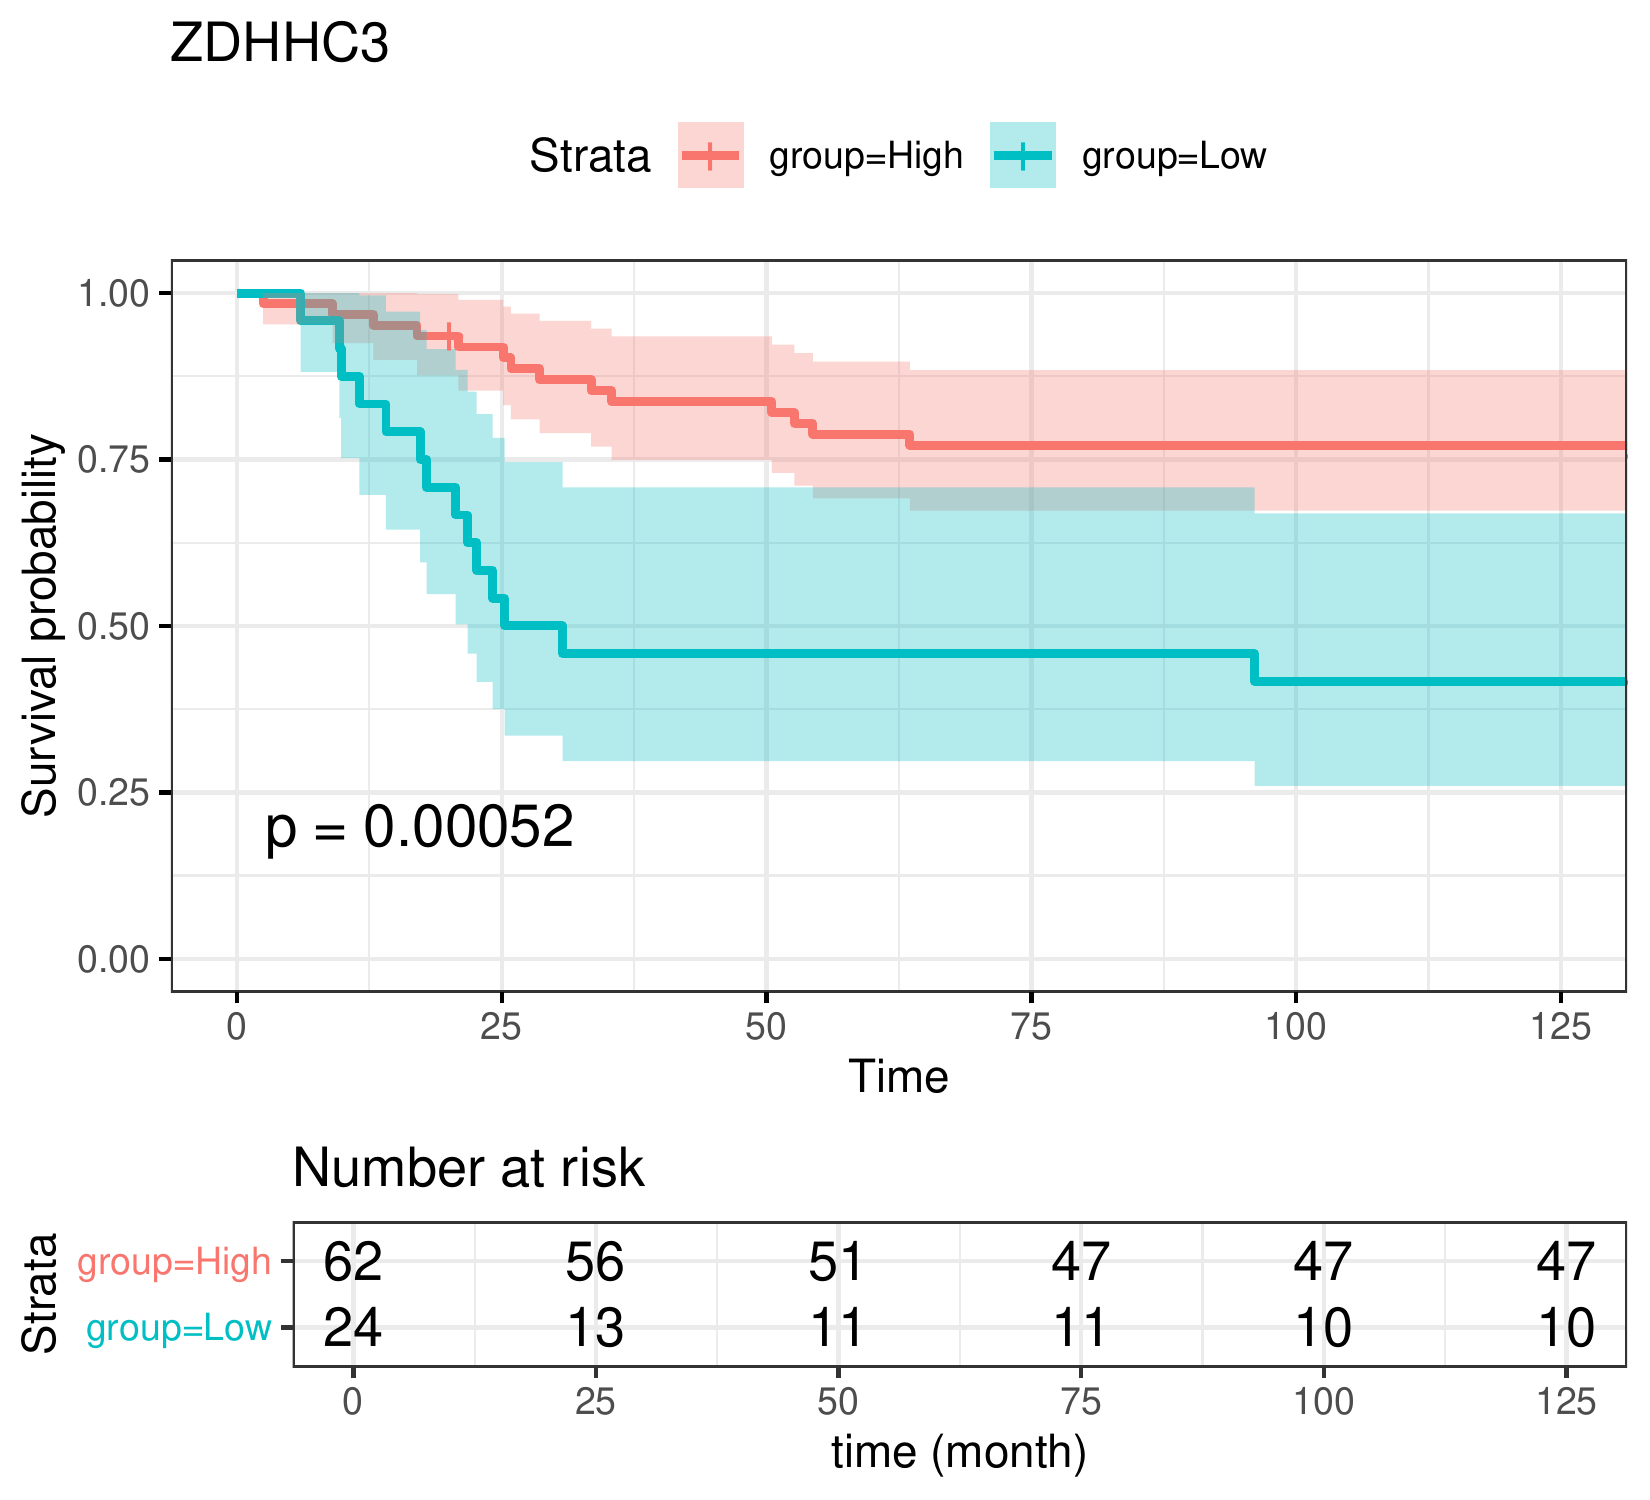 ZDHHC3
Strata group=High group=Low
Survival probability
1.00
0.75
0.50
0.25
0.00
p = 0.00052
0 25 50 75 100 125
Time
Number at risk
Strata
group=High 62 56 51 47 47 47
group=Low 24 13 11 11 10 10
0 25 50 75 100 125
time (month)